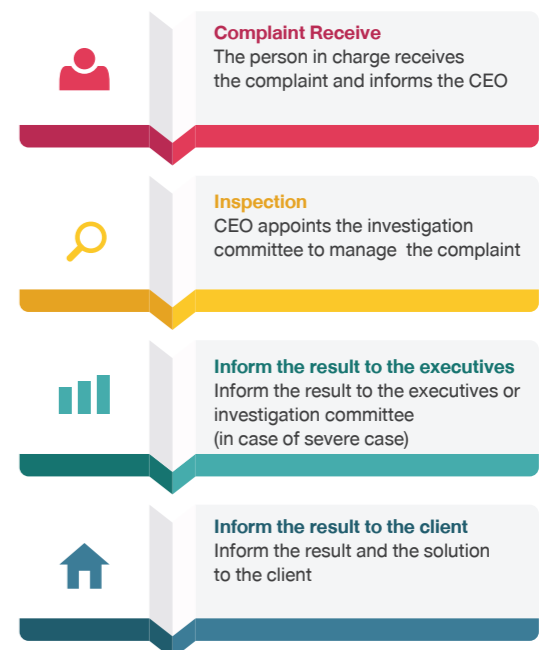 Complaint Receive
The person in charge receives
the complaint and informs the CEO
Inspection
CEO appoints the investigation
committee to manage the complaint
Inform the result to the executives
Inform the result to the executives or
investigation committee
(in case of severe case)
Inform the result to the client
Inform the result and the solution
to the client